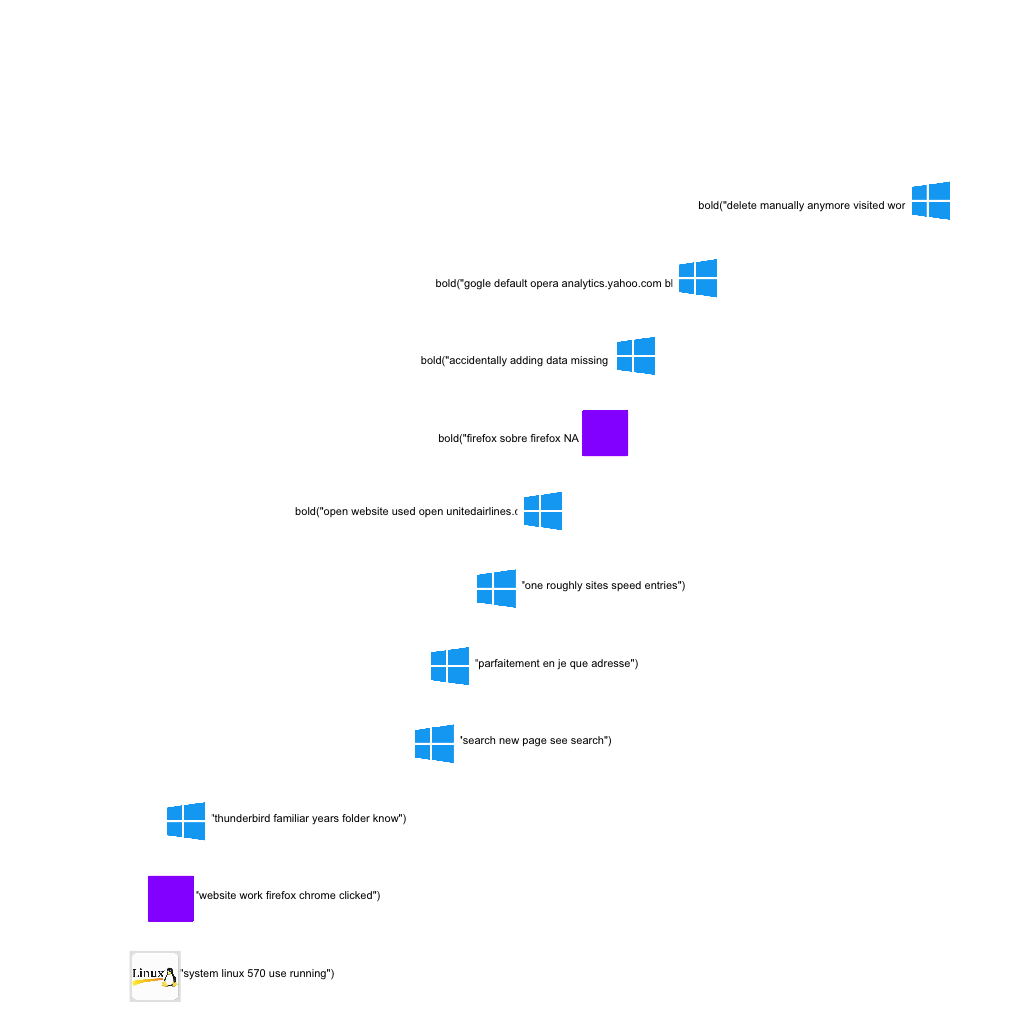 bold("delete manually anymore visited wor
bold("gogle default opera analytics.yahoo.com bl
bold("accidentally adding data missing
bold("firefox sobre firefox NA
bold("open website used open unitedairlines.c
"one roughly sites speed entries")
"parfaitement en je que adresse")
"search new page see search")
"thunderbird familiar years folder know")
"website work firefox chrome clicked")
Linux "system linux 570 use running")